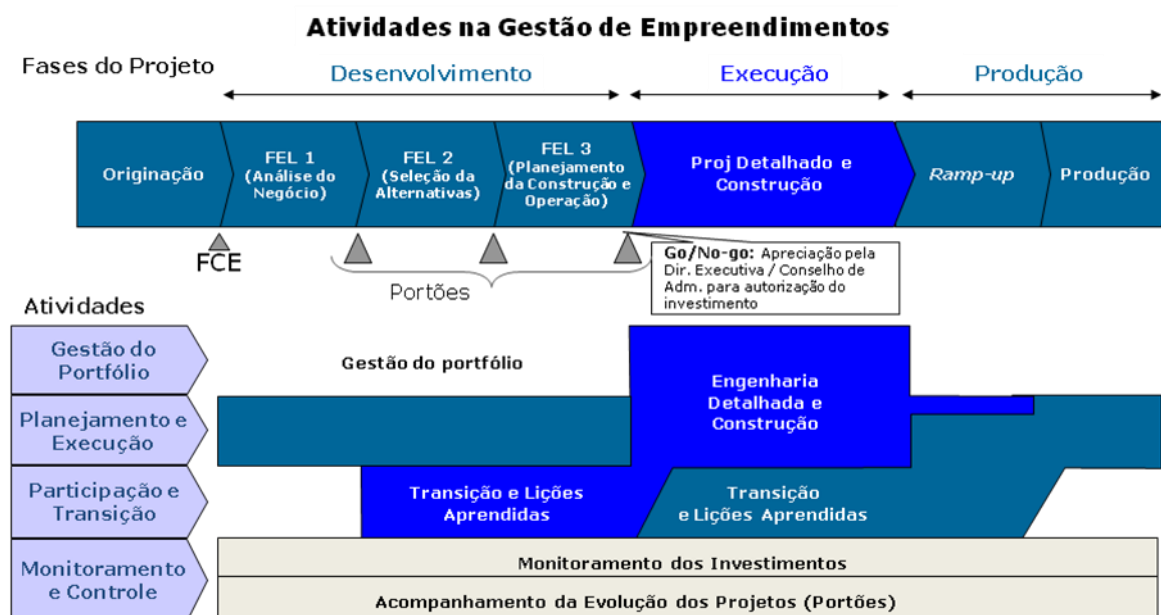 Atividades na Gestão de Empreendimentos
Fases do Projeto
Desenvolvimento
Execução
Produção
Originação
FEL 1
(Análise do
Negócio)
FEL 2
(Seleção da
Alternativas)
FEL 3
(Planejamento
da Construção e
Operação)
Proj Detalhado e
Construção
Ramp-up
Produção
FCE
Portões
Go/No-go: Apreciação pela
Dir. Executiva / Conselho de
Adm. para autorização do
investimento
Atividades
Gestão do
Portfólio
Gestão do portfólio
Engenharia
Detalhada e
Construção
Planejamento e
Execução
Participação e
Transição
Transição e Lições
Aprendidas
Transição
e Lições Aprendidas
Monitoramento
e Controle
Monitoramento dos Investimentos
Acompanhamento da Evolução dos Projetos (Portões)